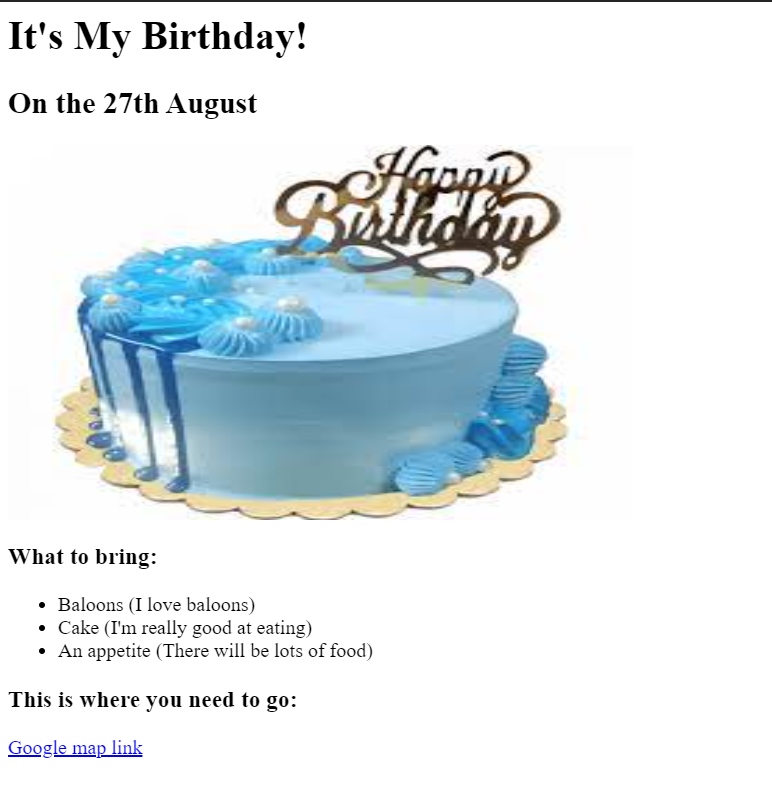 It's My Birthday!
On the 27th August
Happy
Birthday
What to bring:
Baloons (I love baloons)
Cake (I'm really good at eating)
An appetite (There will be lots of food)
This is where you need to go:
Google map link